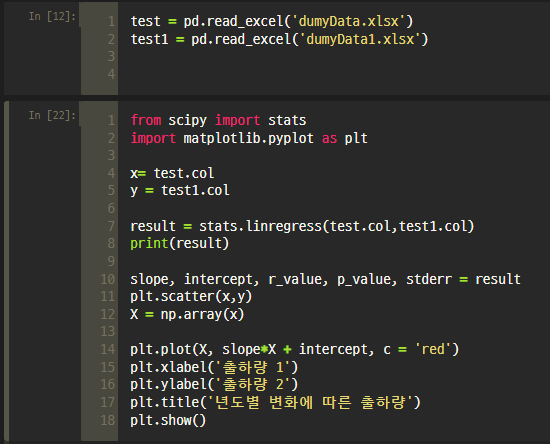 In [12]:
1 test = pd.read_excel('dumyData.xlsx')
2 test1 = pd.read_excel('dumyData1.xlsx')
3
4
In [22]:
1 from scipy import stats
2 import matplotlib.pyplot as plt
3
4 x= test.col
5 y = test1.col
6
7 result = stats.linregress(test.col,test1.col)
8 print(result)
9
10 slope, intercept, r_value, p_value, stderr = result
11 plt.scatter(x,y)
12 X = np.array(x)
13
14 plt.plot(X, slope*X + intercept, c = 'red')
15 plt.xlabel('출하량 1')
16 plt.ylabel('출하량 2')
17 plt.title('년도별 변화에 따른 출하량')
18 plt.show()